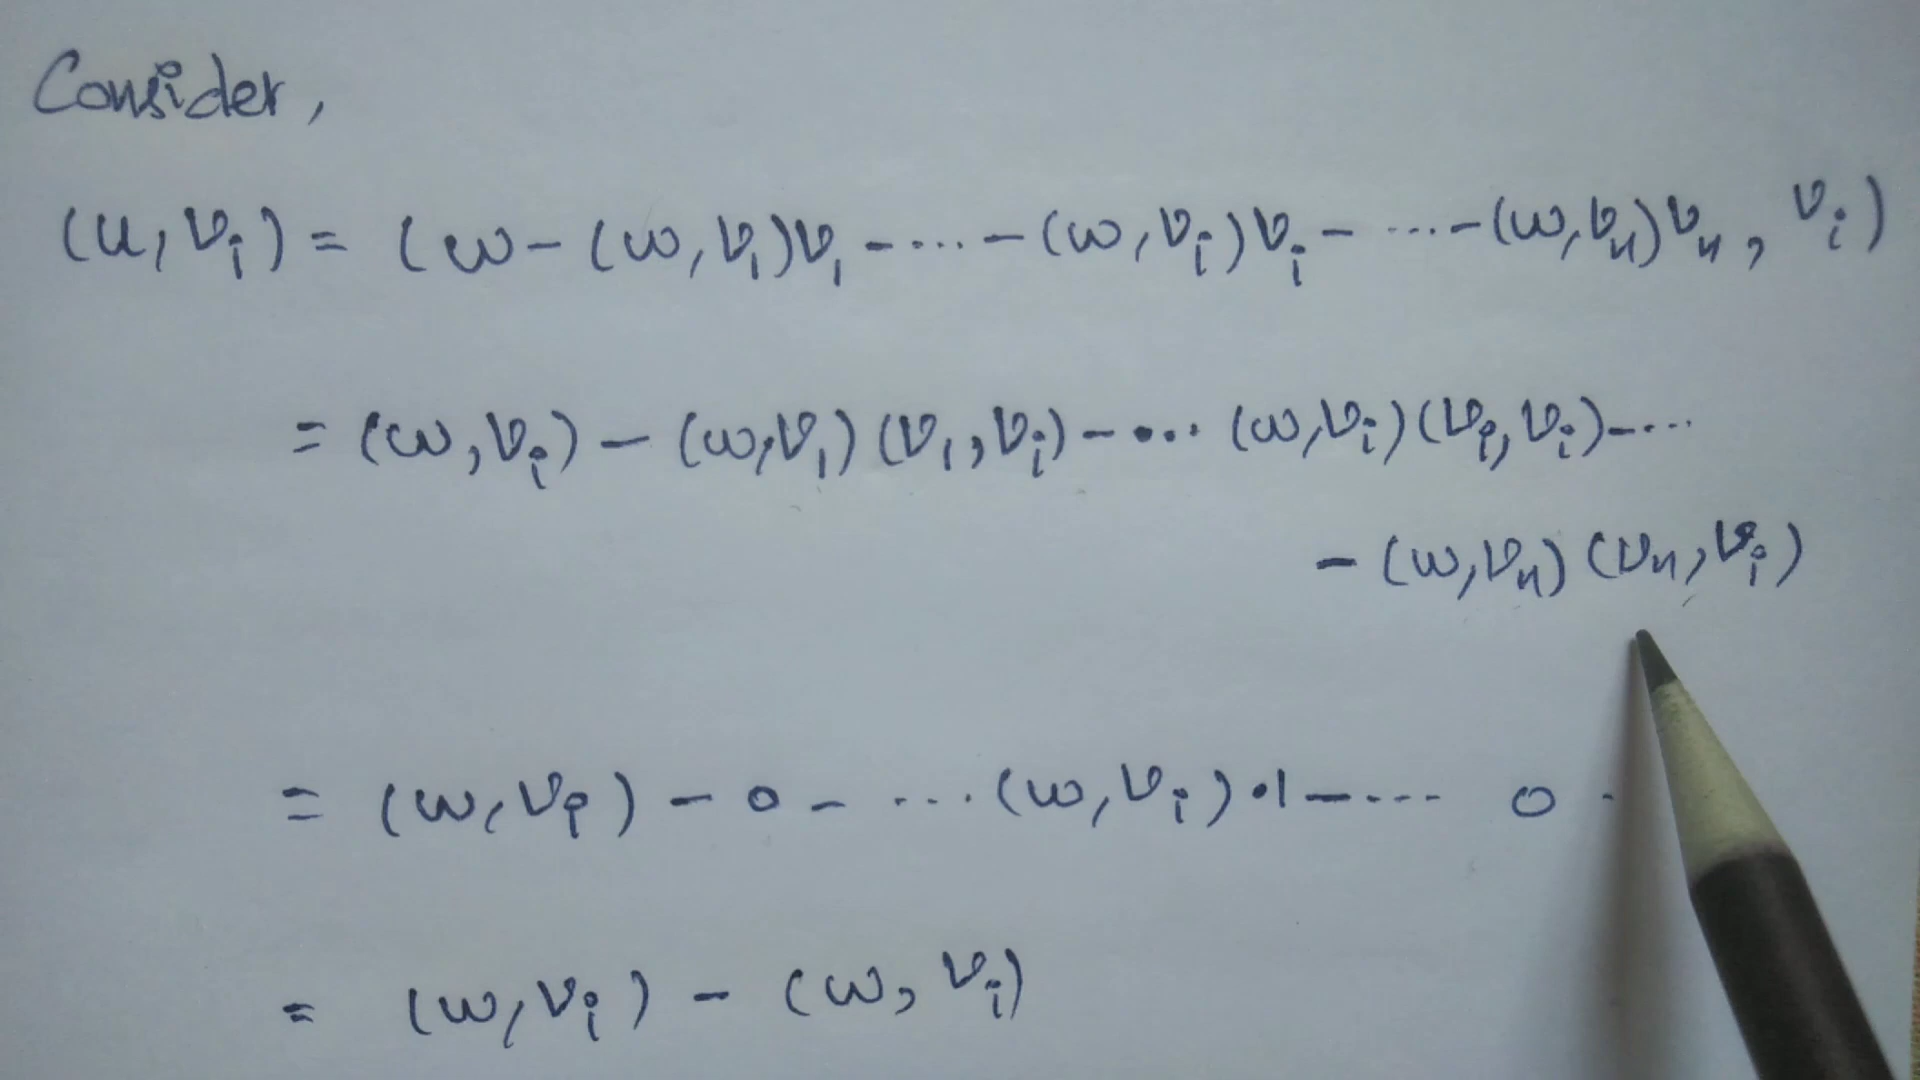 Consider,
(u, vᵢ) = (w - (w, v₁)v₁ - .... - (w, vᵢ)vᵢ - .... - (w, vₙ)vₙ, vᵢ)
= (w, vᵢ) - (w, v₁) (v₁, vᵢ) - .... (w, vᵢ) (vᵢ, vᵢ) - ....
- (w, vₙ) (vₙ, vᵢ)
= (w, vᵢ) - 0 - .... (w, vᵢ) · 1 - .... 0 .
= (w, vᵢ) - (w, vᵢ)